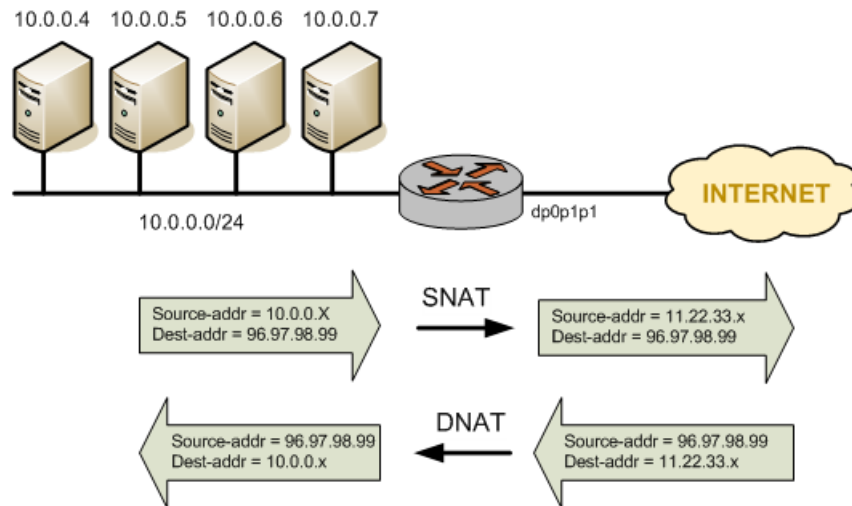 10.0.0.4
10.0.0.5
10.0.0.6
10.0.0.7
10.0.0.0/24
dp0p1p1
INTERNET
Source-addr = 10.0.0.X
Dest-addr = 96.97.98.99
SNAT
Source-addr = 11.22.33.x
Dest-addr = 96.97.98.99
Source-addr = 96.97.98.99
Dest-addr = 10.0.0.x
DNAT
Source-addr = 96.97.98.99
Dest-addr = 11.22.33.x